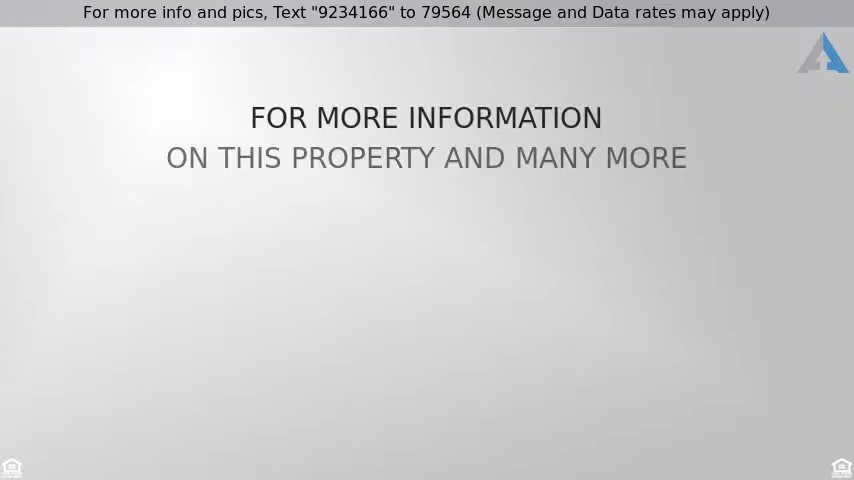 For more info and pics, Text "9234166" to 79564 (Message and Data rates may apply)
FOR MORE INFORMATION
ON THIS PROPERTY AND MANY MORE